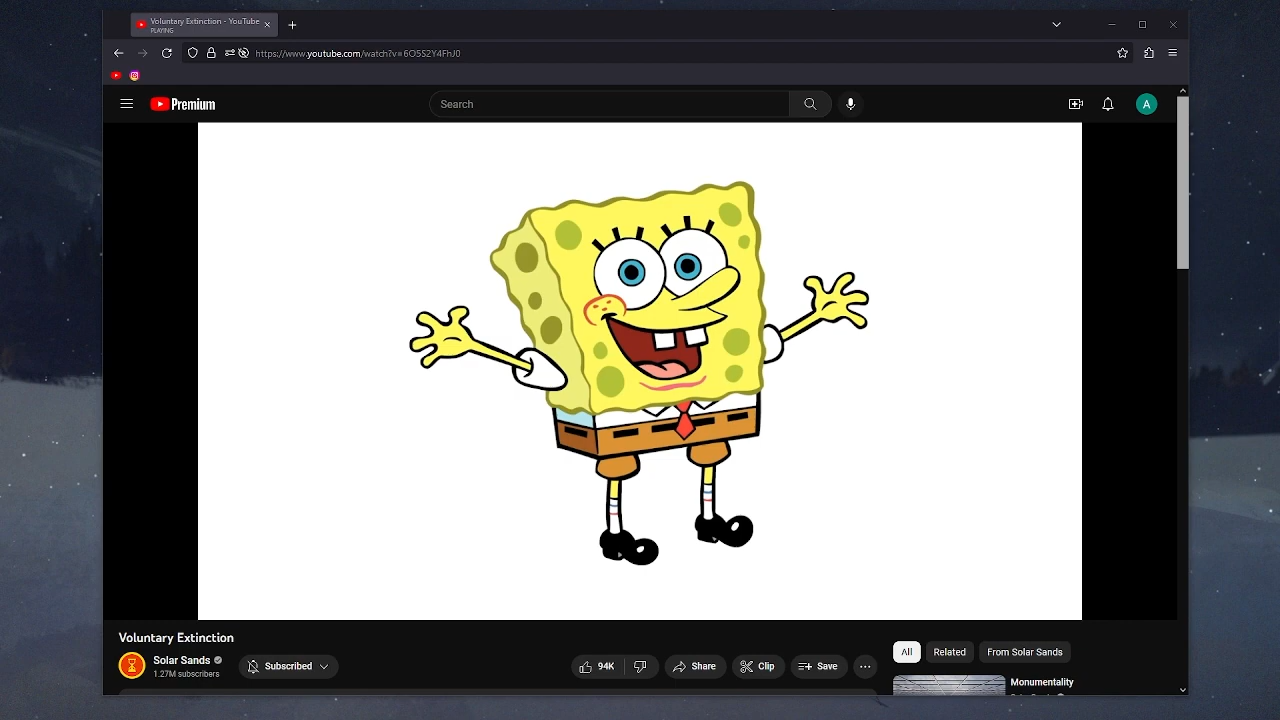 Voluntary Extinction - YouTube
PLAYING
https://www.youtube.com/watch?v=6O5S2Y4FhJ0
Premium
Search
A
Voluntary Extinction
Solar Sands
1.27M subscribers
Subscribed
94K
Share
Clip
Save
All
Related
From Solar Sands
Monumentality